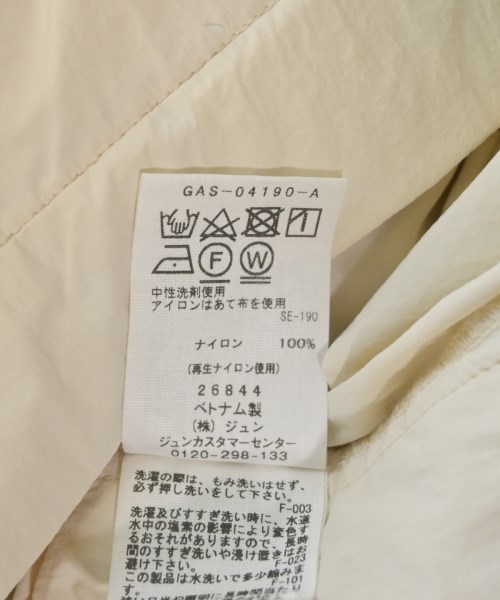 GAS-04190-A
F W
中性洗剤使用
アイロンはあて布を使用
SE-190
ナイロン 100%
(再生ナイロン使用)
26844
ベトナム製
(株) ジュン
ジュンカスタマーセンター
0120-298-133
洗濯の際は、もみ洗いはせず、
必ず押し洗いをして下さい。
F-003
洗濯及びすすぎ洗い時に、水道
水中の塩素の影響により変色す
るおそれがありますので、長時
間のすすぎ洗いや浸け置きはお
避け下さい。
F-023
この製品は水洗いで多少縮みま
す。
F-101